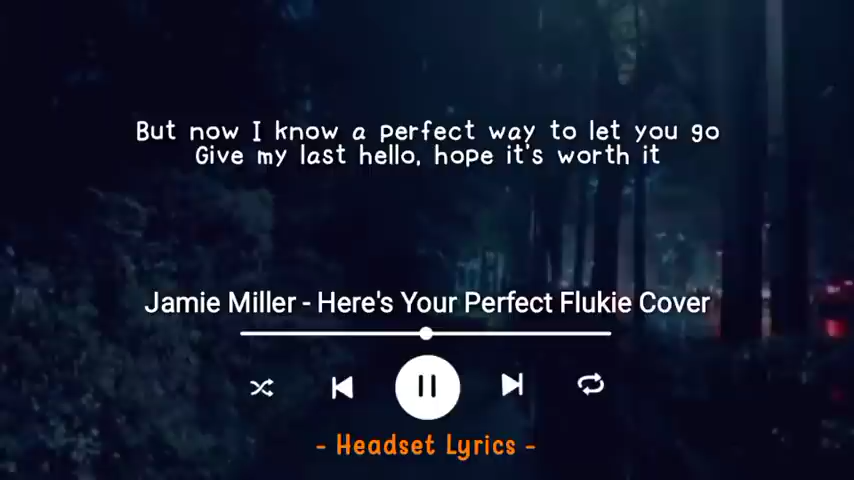 But now I know a perfect way to let you go
Give my last hello, hope it's worth it
Jamie Miller - Here's Your Perfect Flukie Cover
- Headset Lyrics -